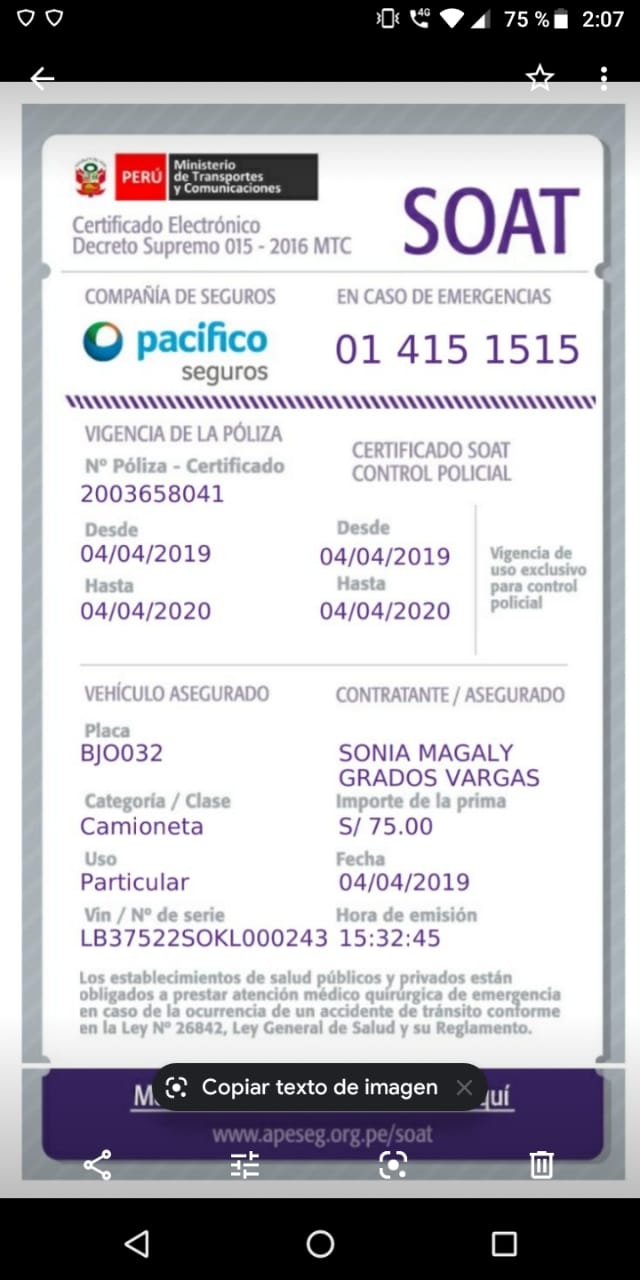 4G 75 % 2:07
PERÚ
Ministerio
de Transportes
y Comunicaciones
Certificado Electrónico
Decreto Supremo 015 - 2016 MTC
SOAT
COMPAÑÍA DE SEGUROS
EN CASO DE EMERGENCIAS
pacifico
seguros
01 415 1515
VIGENCIA DE LA PÓLIZA
Nº Póliza - Certificado
2003658041
CERTIFICADO SOAT
CONTROL POLICIAL
Desde
04/04/2019
Hasta
04/04/2020
Desde
04/04/2019
Hasta
04/04/2020
Vigencia de
uso exclusivo
para control
policial
VEHÍCULO ASEGURADO
CONTRATANTE / ASEGURADO
Placa
BJO032
SONIA MAGALY
GRADOS VARGAS
Categoría / Clase
Camioneta
Importe de la prima
S/ 75.00
Uso
Particular
Fecha
04/04/2019
Vin / Nº de serie
LB37522SOKL000243
Hora de emisión
15:32:45
Los establecimientos de salud públicos y privados están
obligados a prestar atención médico quirúrgica de emergencia
en caso de la ocurrencia de un accidente de tránsito conforme
en la Ley Nº 26842, Ley General de Salud y su Reglamento.
Copiar texto de imagen
www.apeseg.org.pe/soat